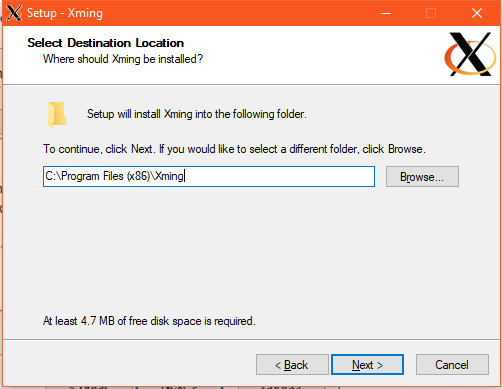 Setup - Xming
Select Destination Location
Where should Xming be installed?
Setup will install Xming into the following folder.
To continue, click Next. If you would like to select a different folder, click Browse.
C:\Program Files (x86)\Xming
Browse...
At least 4.7 MB of free disk space is required.
< Back
Next >
Cancel